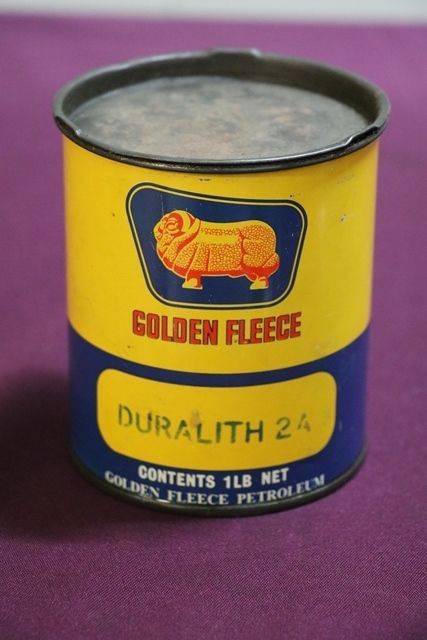 GOLDEN FLEECE
DURALITH 2A
CONTENTS 1LB NET
GOLDEN FLEECE PETROLEUM